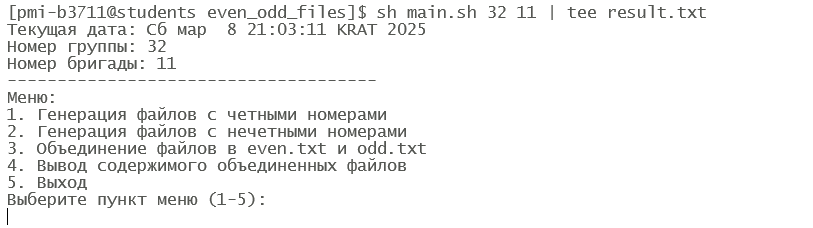 [pmi-b3711@students even_odd_files]$ sh main.sh 32 11 | tee result.txt
Текущая дата: Сб мар  8 21:03:11 KRAT 2025
Номер группы: 32
Номер бригады: 11
-------------------------------------
Меню:
1. Генерация файлов с четными номерами
2. Генерация файлов с нечетными номерами
3. Объединение файлов в even.txt и odd.txt
4. Вывод содержимого объединенных файлов
5. Выход
Выберите пункт меню (1-5):